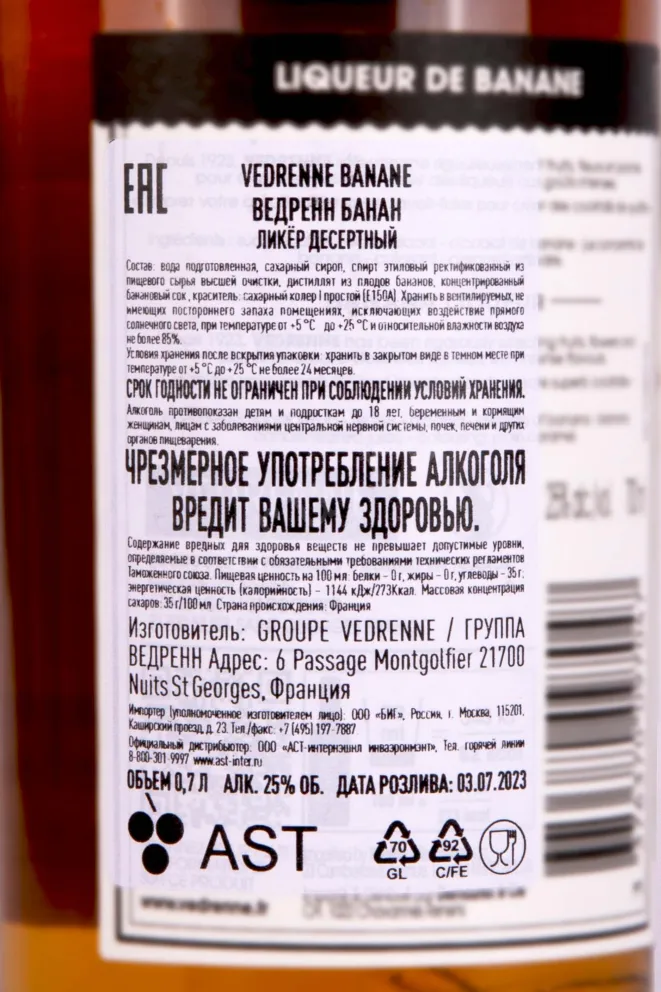 LIQUEUR DE BANANE
EAC
VEDRENNE BANANE
ВЕДРЕНН БАНАН
ЛИКЁР ДЕСЕРТНЫЙ
Состав: вода подготовленная, сахарный сироп, спирт этиловый ректификованный из
пищевого сырья высшей очистки, дистиллят из плодов бананов, концентрированный
банановый сок, краситель: сахарный колер I простой (E150A) Хранить в вентилируемых, не
имеющих постороннего запаха помещениях, исключающих воздействие прямого
солнечного света, при температуре от +5 °C до +25 °C и относительной влажности воздуха
не более 85%.
Условия хранения после вскрытия упаковки: хранить в закрытом виде в темном месте при
температуре от +5 °C до +25 °C не более 24 месяцев.
СРОК ГОДНОСТИ НЕ ОГРАНИЧЕН ПРИ СОБЛЮДЕНИИ УСЛОВИЙ ХРАНЕНИЯ.
Алкоголь противопоказан детям и подросткам до 18 лет, беременным и кормящим
женщинам, лицам с заболеваниями центральной нервной системы, почек, печени и других
органов пищеварения.
ЧРЕЗМЕРНОЕ УПОТРЕБЛЕНИЕ АЛКОГОЛЯ
ВРЕДИТ ВАШЕМУ ЗДОРОВЬЮ.
Содержание вредных для здоровья веществ не превышает допустимые уровни,
определяемые в соответствии с обязательными требованиями технических регламентов
Таможенного союза. Пищевая ценность на 100 мл: белки - 0 г, жиры - 0 г, углеводы - 35 г;
энергетическая ценность (калорийность) - 1144 кДж/273Ккал. Массовая концентрация
сахаров: 35 г/100 мл. Страна происхождения: Франция
Изготовитель: GROUPE VEDRENNE / ГРУППА
ВЕДРЕНН Адрес: 6 Passage Montgolfier 21700
Nuits St Georges, Франция
Импортер (уполномоченное изготовителем лицо): ООО «БИГ», Россия, г. Москва, 115201,
Каширский проезд, д. 23. Тел./факс: +7 (495) 197-7887
Официальный дистрибьютор: ООО «АСТ-интернэшнл инваэронмэнт», Тел. горячей линии
8-800-301-9997 www.ast-inter.ru
ОБЪЕМ 0,7 Л АЛК. 25% ОБ. ДАТА РОЗЛИВА: 03.07.2023
AST
70
GL
92
C/FE
www.vedrenne.fr